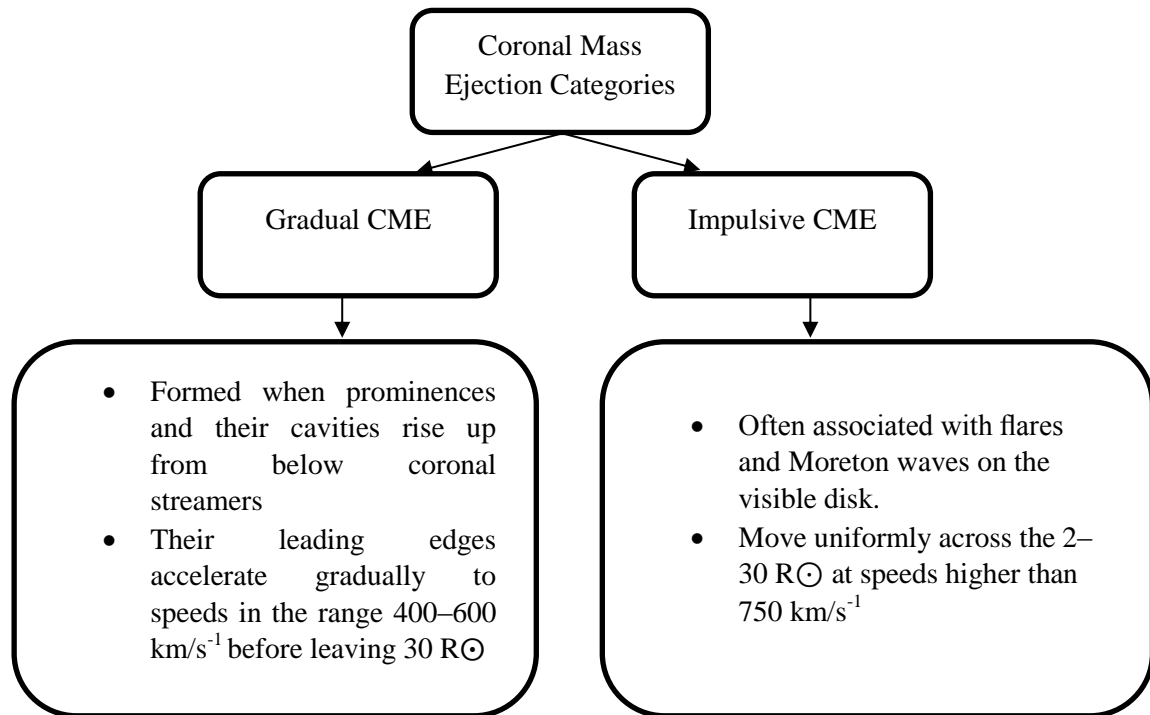 Coronal Mass
Ejection Categories
Gradual CME
Impulsive CME
• Formed when prominences
and their cavities rise up
from below coronal
streamers
• Their leading edges
accelerate gradually to
speeds in the range 400–600
km/s⁻¹ before leaving 30 R⊙
• Often associated with flares
and Moreton waves on the
visible disk.
• Move uniformly across the 2–
30 R⊙ at speeds higher than
750 km/s⁻¹